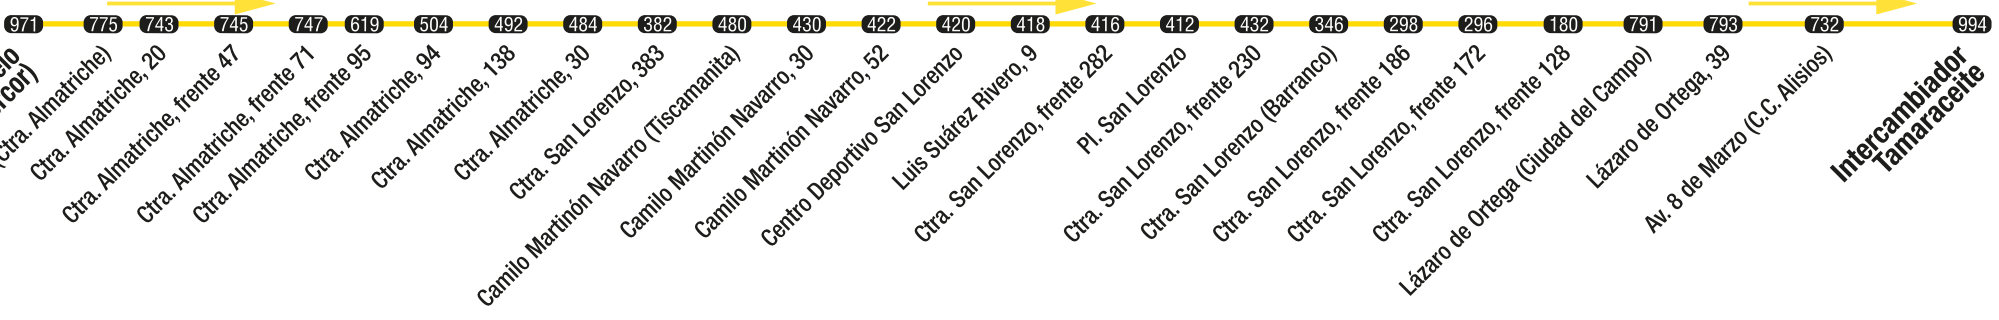 971 775 743 745 747 619 504 492 484 382 480 430 422 420 418 416 412 432 346 298 296 180 791 793 732 994
(Ctra. Almatriche)
Ctra. Almatriche, 20
Ctra. Almatriche, frente 47
Ctra. Almatriche, frente 71
Ctra. Almatriche, frente 95
Ctra. Almatriche, 94
Ctra. Almatriche, 138
Ctra. Almatriche, 30
Ctra. San Lorenzo, 383
Camilo Martinón Navarro (Tiscamanita)
Camilo Martinón Navarro, 30
Camilo Martinón Navarro, 52
Centro Deportivo San Lorenzo
Luis Suárez Rivero, 9
Ctra. San Lorenzo, frente 282
Pl. San Lorenzo
Ctra. San Lorenzo, frente 230
Ctra. San Lorenzo (Barranco)
Ctra. San Lorenzo, frente 186
Ctra. San Lorenzo, frente 172
Ctra. San Lorenzo, frente 128
Lázaro de Ortega (Ciudad del Campo)
Lázaro de Ortega, 39
Av. 8 de Marzo (C.C. Alisios)
Intercambiador
Tamaraceite